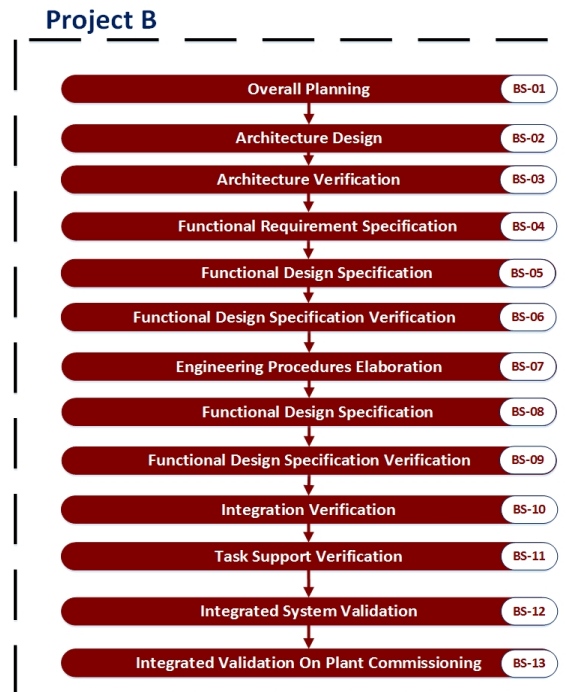 Project B
Overall Planning BS-01
Architecture Design BS-02
Architecture Verification BS-03
Functional Requirement Specification BS-04
Functional Design Specification BS-05
Functional Design Specification Verification BS-06
Engineering Procedures Elaboration BS-07
Functional Design Specification BS-08
Functional Design Specification Verification BS-09
Integration Verification BS-10
Task Support Verification BS-11
Integrated System Validation BS-12
Integrated Validation On Plant Commissioning BS-13